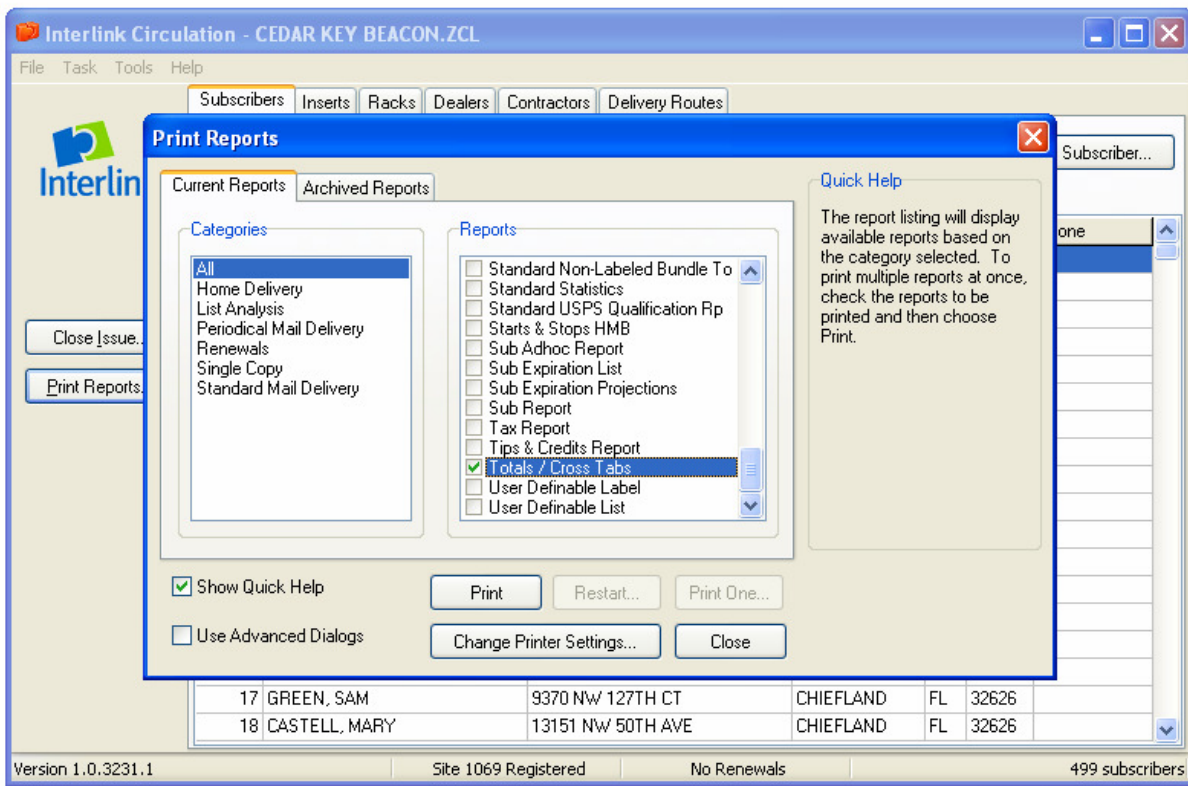 Interlink Circulation - CEDAR KEY BEACON.ZCL
File Task Tools Help
Subscribers Inserts Racks Dealers Contractors Delivery Routes
Interlin
Subscriber...
one
Close Issue..
Print Reports.
Print Reports
Current Reports Archived Reports
Categories
All
Home Delivery
List Analysis
Periodical Mail Delivery
Renewals
Single Copy
Standard Mail Delivery
Reports
Standard Non-Labeled Bundle To
Standard Statistics
Standard USPS Qualification Rp
Starts & Stops HMB
Sub Adhoc Report
Sub Expiration List
Sub Expiration Projections
Sub Report
Tax Report
Tips & Credits Report
Totals / Cross Tabs
User Definable Label
User Definable List
Quick Help
The report listing will display
available reports based on
the category selected. To
print multiple reports at once,
check the reports to be
printed and then choose
Print.
Show Quick Help
Print Restart... Print One...
Use Advanced Dialogs
Change Printer Settings... Close
17 GREEN, SAM 9370 NW 127TH CT CHIEFLAND FL 32626
18 CASTELL, MARY 13151 NW 50TH AVE CHIEFLAND FL 32626
Version 1.0.3231.1 Site 1069 Registered No Renewals 499 subscribers